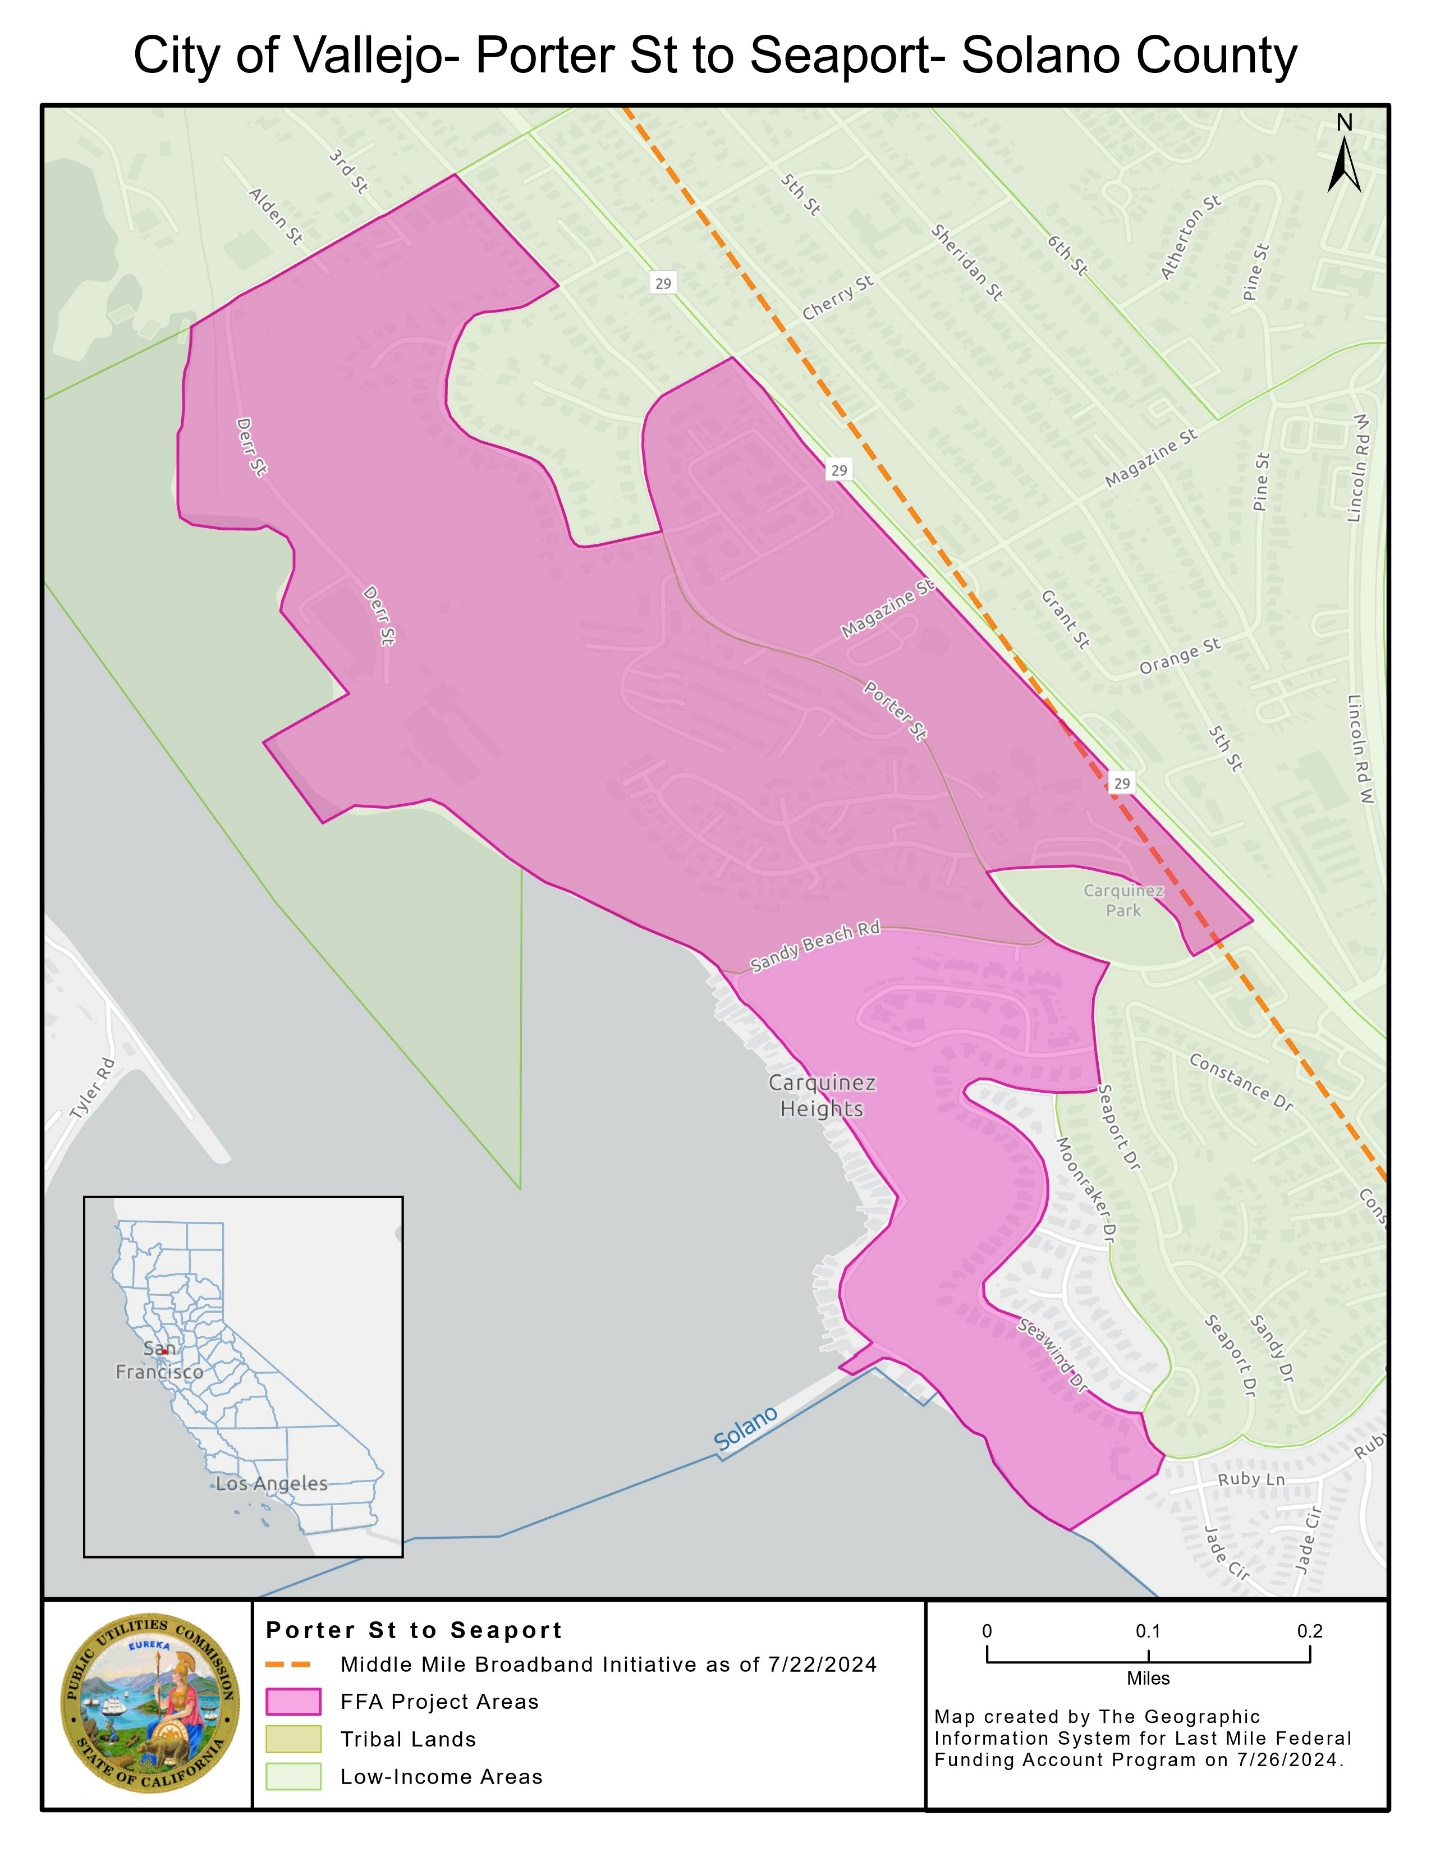 City of Vallejo- Porter St to Seaport- Solano County
N
3rd St
Alden St
5th St
Sheridan St
6th St
Atherton St
Pine St
29
Cherry St
Derr St
29
Magazine St
Pine St
Lincoln Rd W
Derr St
Magazine St
Grant St
Orange St
Porter St
5th St
Lincoln Rd W
29
Carquinez
Park
Sandy Beach Rd
Tyler Rd
Carquinez
Heights
Constance Dr
Seaport Dr
Moonraker Dr
Cons
Seaport Dr
Sandy Dr
Seawind Dr
Solano
Ruby
Ruby Ln
Jade Cir
Jade Cir
San
Francisco
Los Angeles
PUBLIC UTILITIES COMMISSION
EUREKA
STATE OF CALIFORNIA
Porter St to Seaport
Middle Mile Broadband Initiative as of 7/22/2024
FFA Project Areas
Tribal Lands
Low-Income Areas
0 0.1 0.2
Miles
Map created by The Geographic
Information System for Last Mile Federal
Funding Account Program on 7/26/2024.